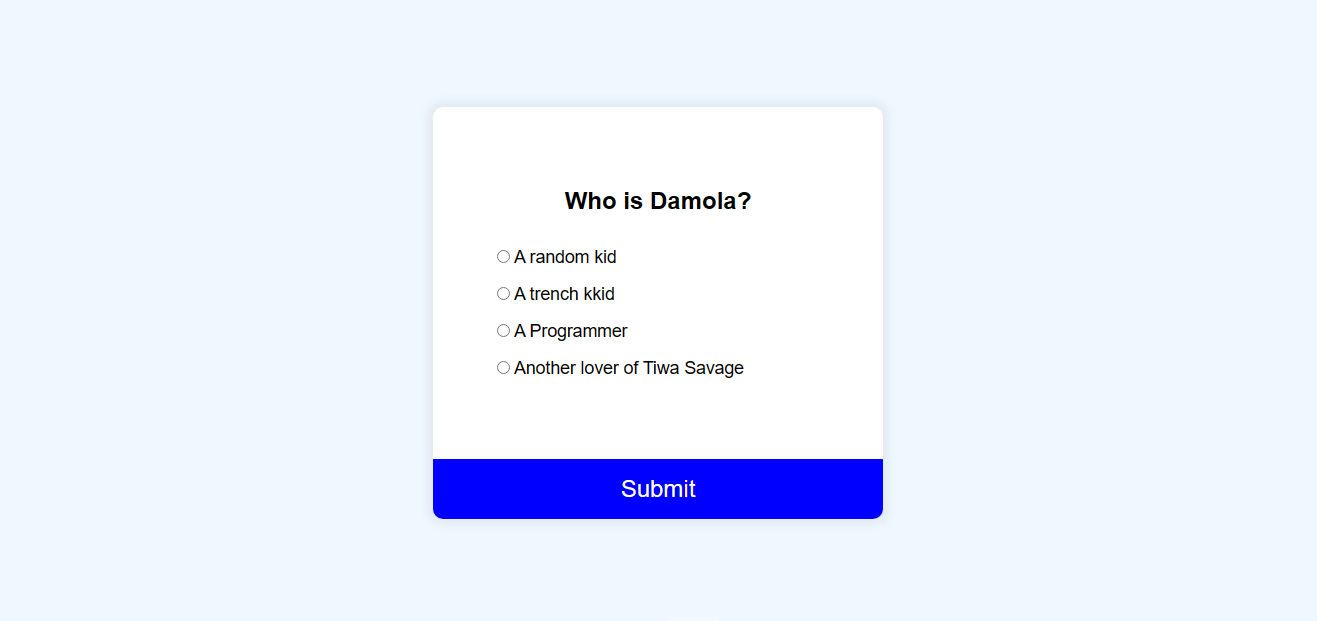 Who is Damola?
A random kid
A trench kkid
A Programmer
Another lover of Tiwa Savage
Submit